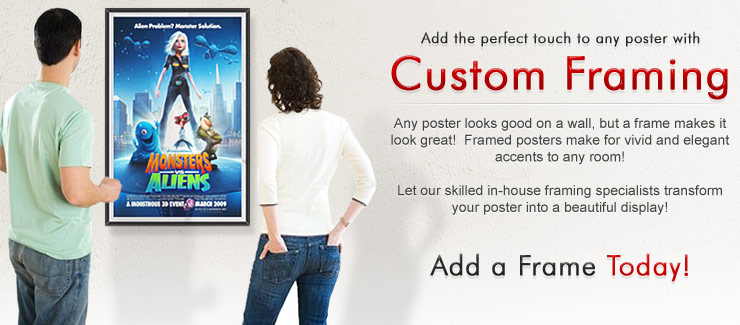 Alien Problem? Monster Solution.
MONSTERS
vs.
ALIENS
A MONSTROUS 3D EVENT MARCH 2009
Add the perfect touch to any poster with
Custom Framing
Any poster looks good on a wall, but a frame makes it
look great! Framed posters make for vivid and elegant
accents to any room!
Let our skilled in-house framing specialists transform
your poster into a beautiful display!
Add a Frame Today!